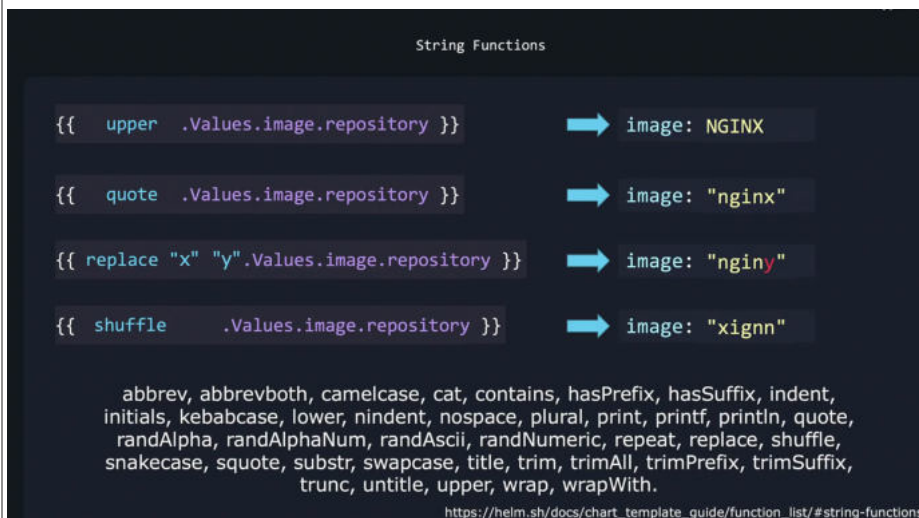 String Functions
{{ upper .Values.image.repository }} image: NGINX
{{ quote .Values.image.repository }} image: "nginx"
{{ replace "x" "y".Values.image.repository }} image: "nginy"
{{ shuffle .Values.image.repository }} image: "xignn"
abbrev, abbrevboth, camelcase, cat, contains, hasPrefix, hasSuffix, indent,
initials, kebabcase, lower, nindent, nospace, plural, print, printf, println, quote,
randAlpha, randAlphaNum, randAscii, randNumeric, repeat, replace, shuffle,
snakecase, squote, substr, swapcase, title, trim, trimAll, trimPrefix, trimSuffix,
trunc, untitle, upper, wrap, wrapWith.
https://helm.sh/docs/chart_template_guide/function_list/#string-function